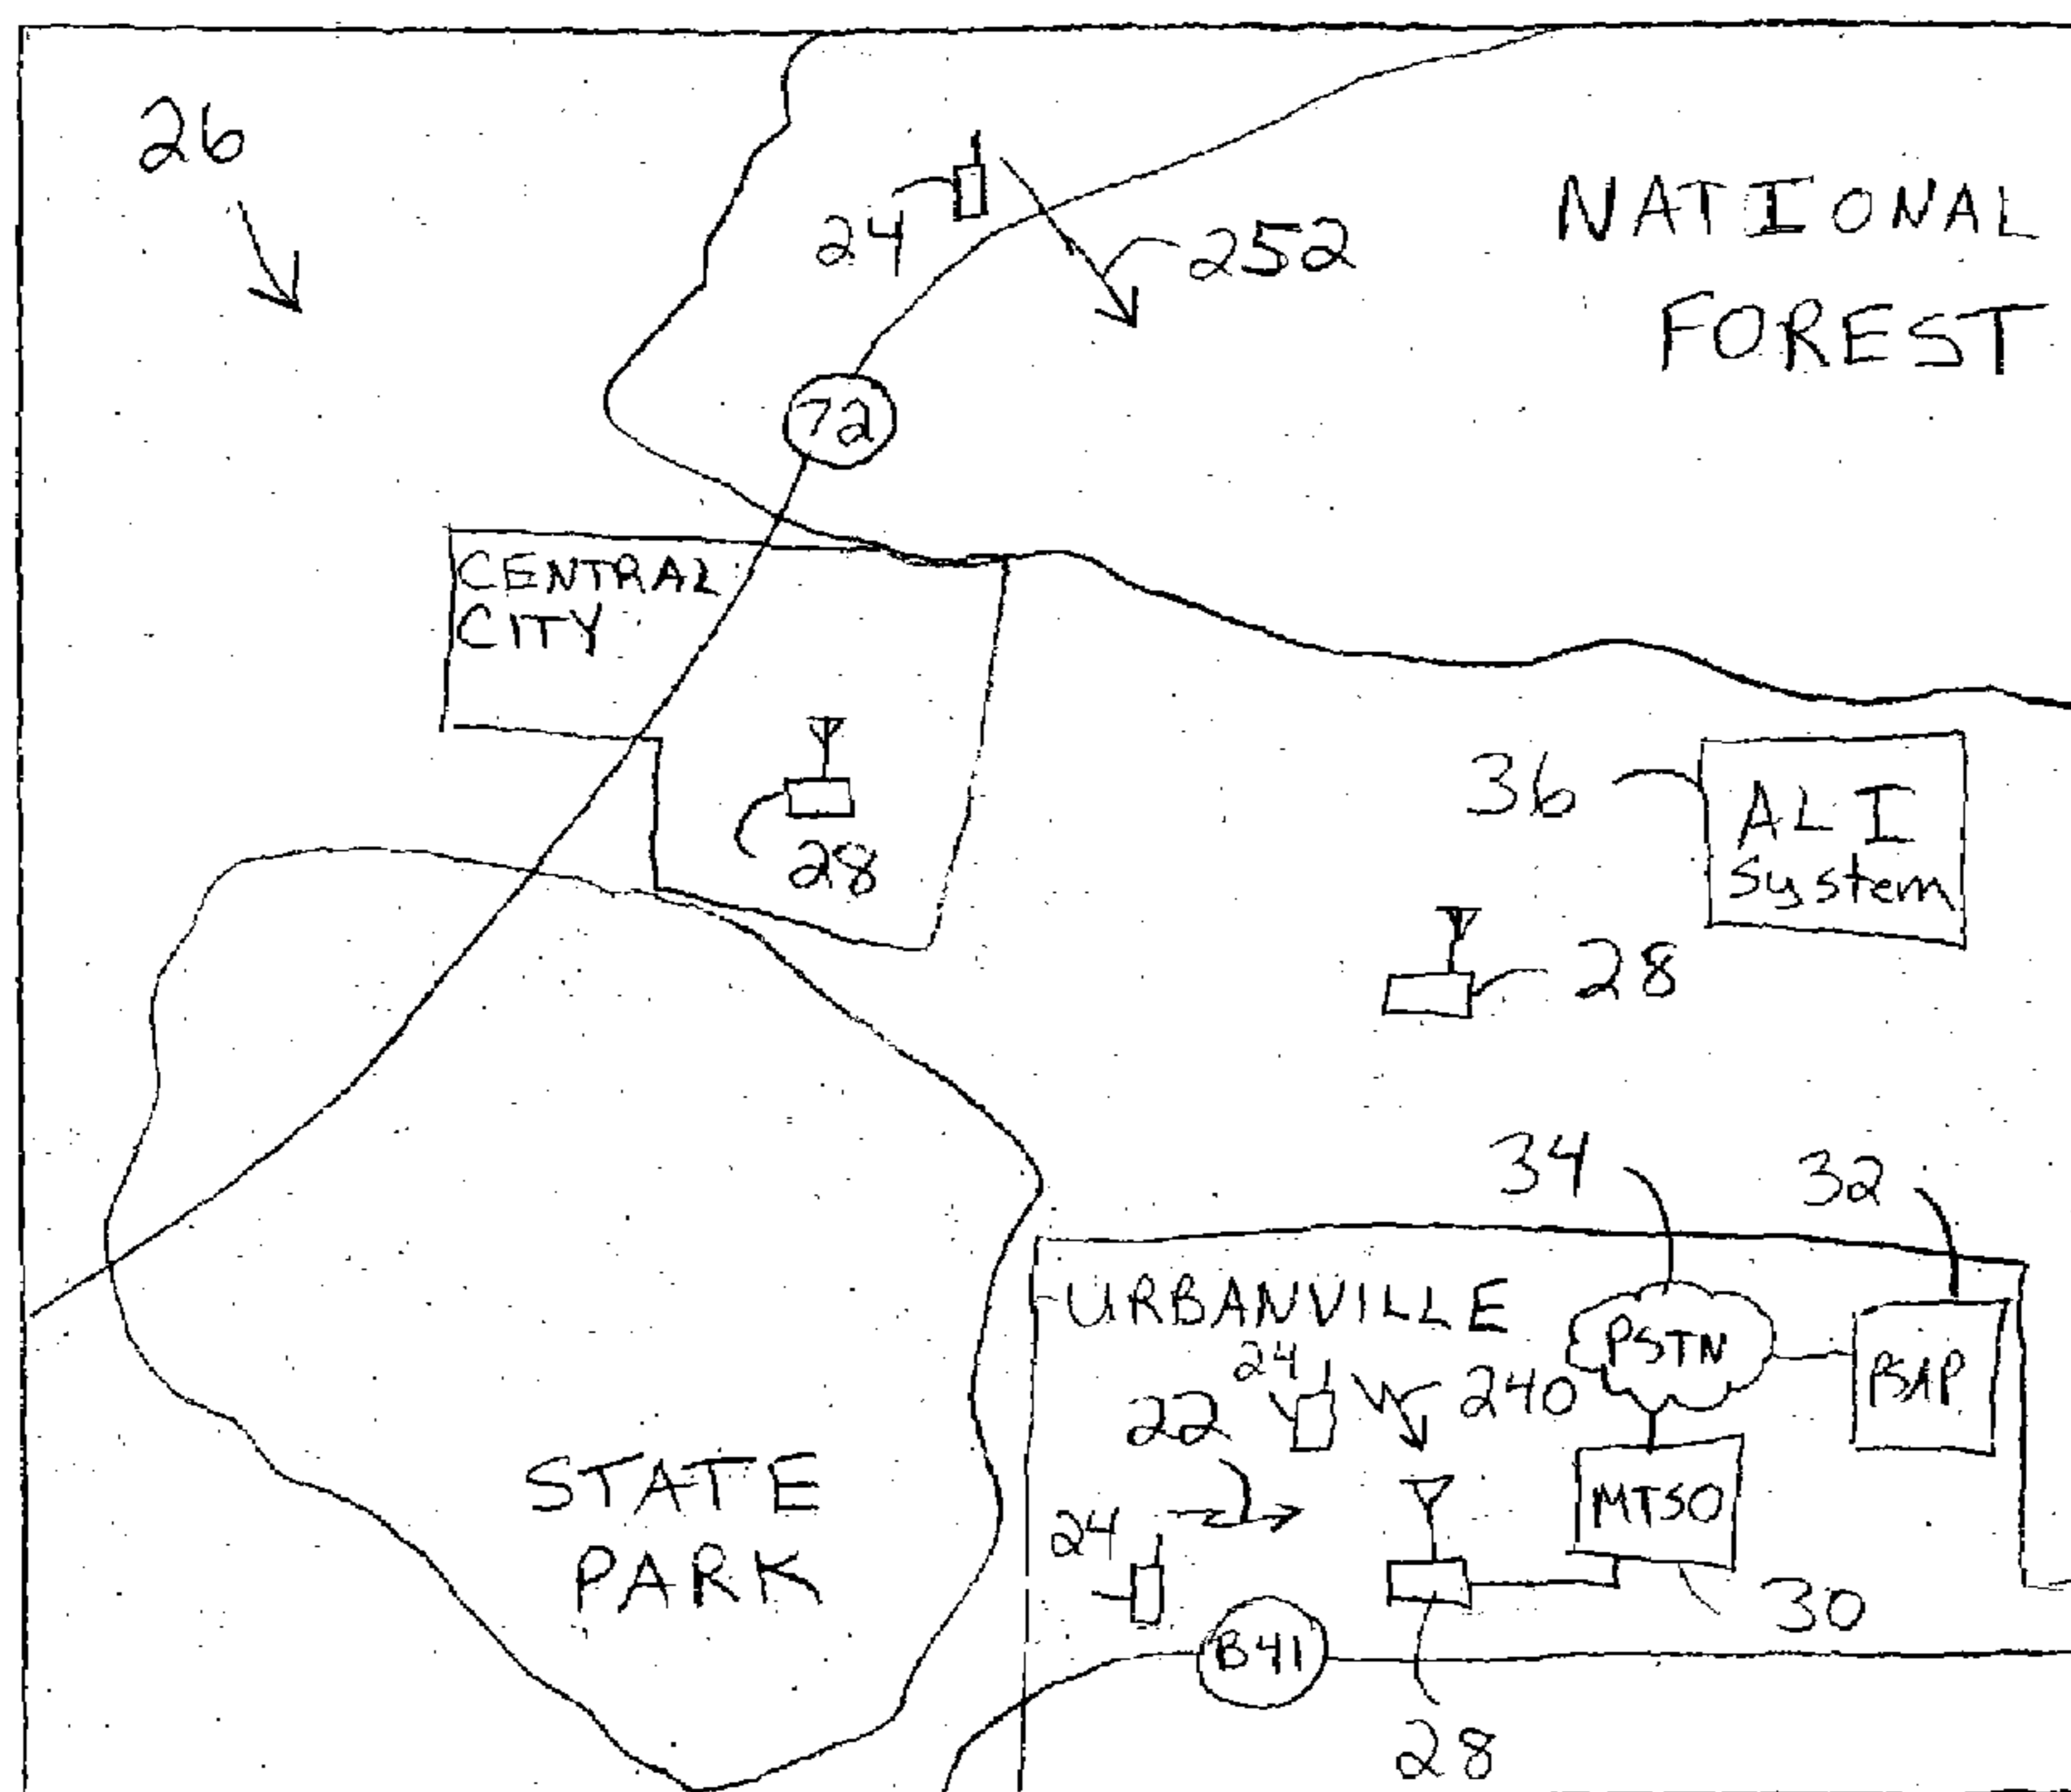 26
24
252
NATIONAL
FOREST
72
CENTRAL
CITY
28
36
ALI
System
28
34
32
URBANVILLE
PSTN
PSAP
24
240
22
MTSO
24
30
B41
28
STATE
PARK